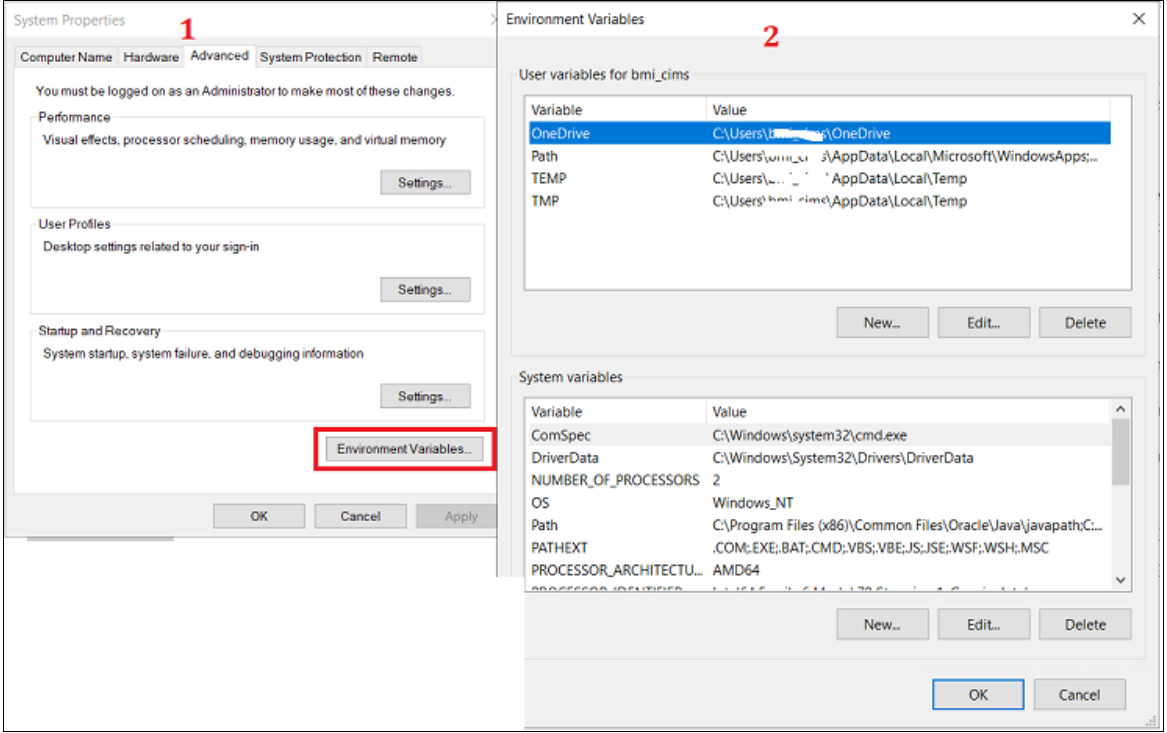 System Properties
1
Computer Name Hardware Advanced System Protection Remote
You must be logged on as an Administrator to make most of these changes.
Performance
Visual effects, processor scheduling, memory usage, and virtual memory
Settings...
User Profiles
Desktop settings related to your sign-in
Settings...
Startup and Recovery
System startup, system failure, and debugging information
Settings...
Environment Variables...
OK Cancel Apply
Environment Variables
2
User variables for bmi_cims
Variable Value
OneDrive C:\Users\ \OneDrive
Path C:\Users\ \AppData\Local\Microsoft\WindowsApps;...
TEMP C:\Users\ AppData\Local\Temp
TMP C:\Users\ \AppData\Local\Temp
New... Edit... Delete
System variables
Variable Value
ComSpec C:\Windows\system32\cmd.exe
DriverData C:\Windows\System32\Drivers\DriverData
NUMBER_OF_PROCESSORS 2
OS Windows_NT
Path C:\Program Files (x86)\Common Files\Oracle\Java\javapath;C:...
PATHEXT .COM;.EXE;.BAT;.CMD;.VBS;.VBE;.JS;.JSE;.WSF;.WSH;.MSC
PROCESSOR_ARCHITECTU... AMD64
New... Edit... Delete
OK Cancel